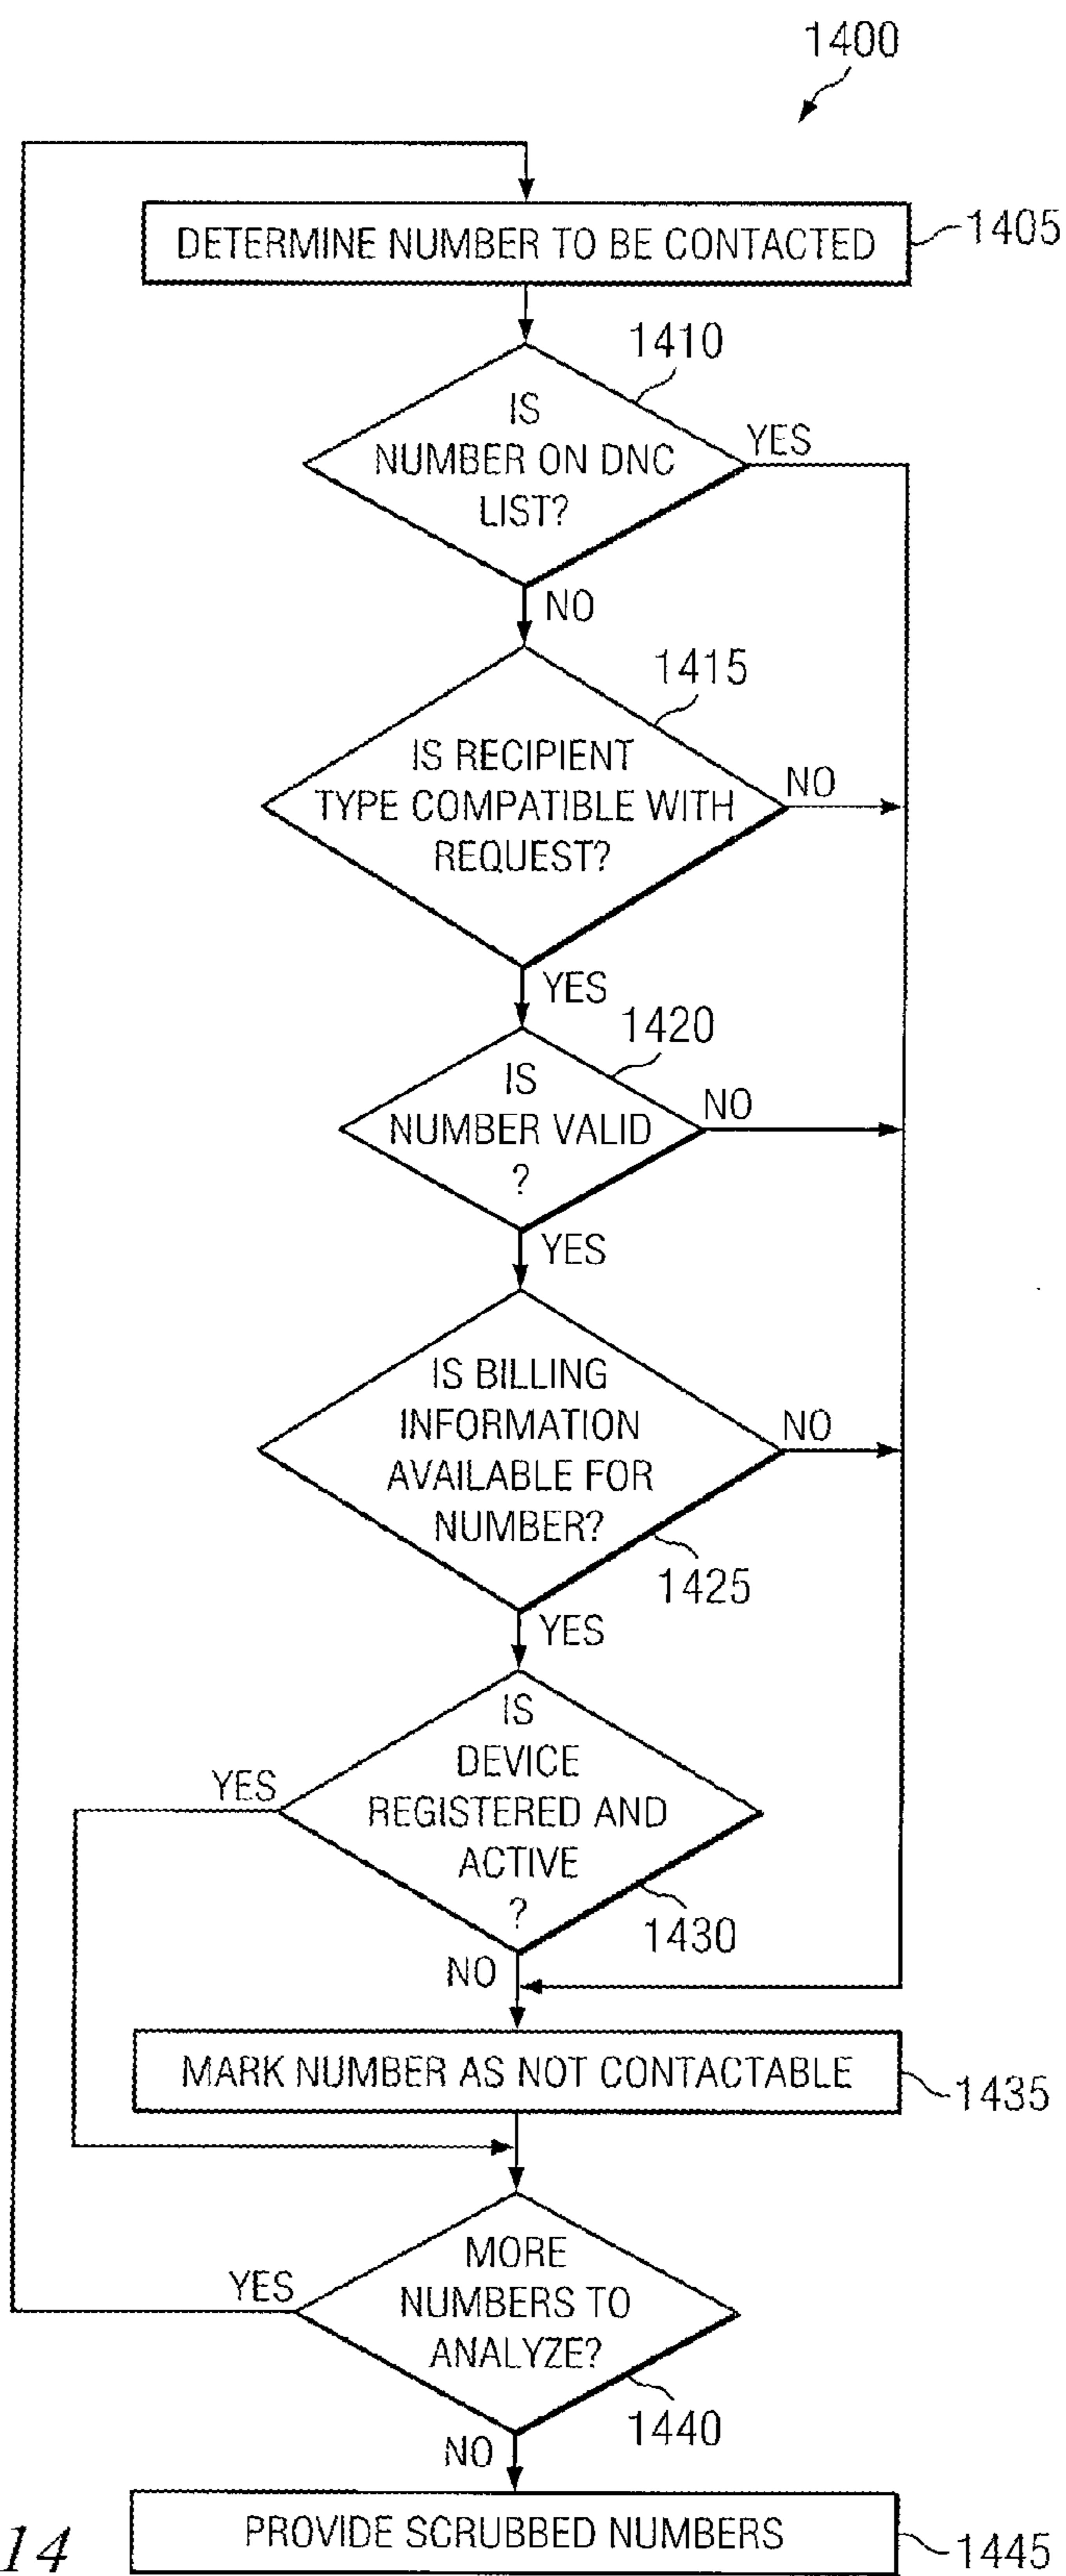 1400
DETERMINE NUMBER TO BE CONTACTED
1405
1410
IS
NUMBER ON DNC
LIST?
YES
NO
1415
IS RECIPIENT
TYPE COMPATIBLE WITH
REQUEST?
NO
YES
1420
IS
NUMBER VALID
?
NO
YES
IS BILLING
INFORMATION
AVAILABLE FOR
NUMBER?
NO
1425
YES
IS
DEVICE
REGISTERED AND
ACTIVE
?
YES
1430
NO
MARK NUMBER AS NOT CONTACTABLE
1435
MORE
NUMBERS TO
ANALYZE?
YES
1440
NO
PROVIDE SCRUBBED NUMBERS
1445
14